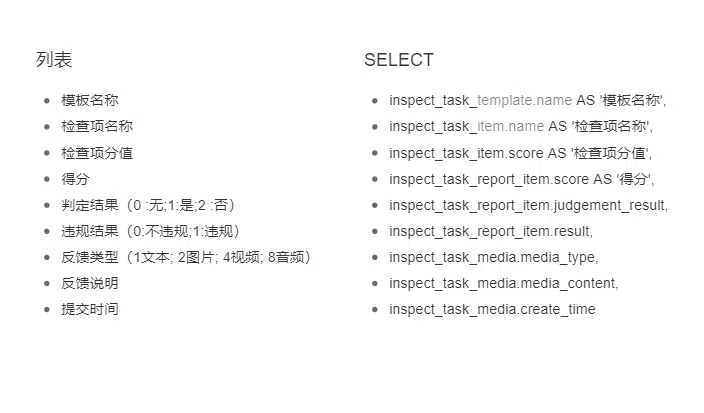 列表
模板名称
检查项名称
检查项分值
得分
判定结果（0 :无;1:是;2 :否）
违规结果（0:不违规;1:违规）
反馈类型（1文本; 2图片; 4视频; 8音频）
反馈说明
提交时间
SELECT
inspect_task_template.name AS '模板名称',
inspect_task_item.name AS '检查项名称',
inspect_task_item.score AS '检查项分值',
inspect_task_report_item.score AS '得分',
inspect_task_report_item.judgement_result,
inspect_task_report_item.result,
inspect_task_media.media_type,
inspect_task_media.media_content,
inspect_task_media.create_time